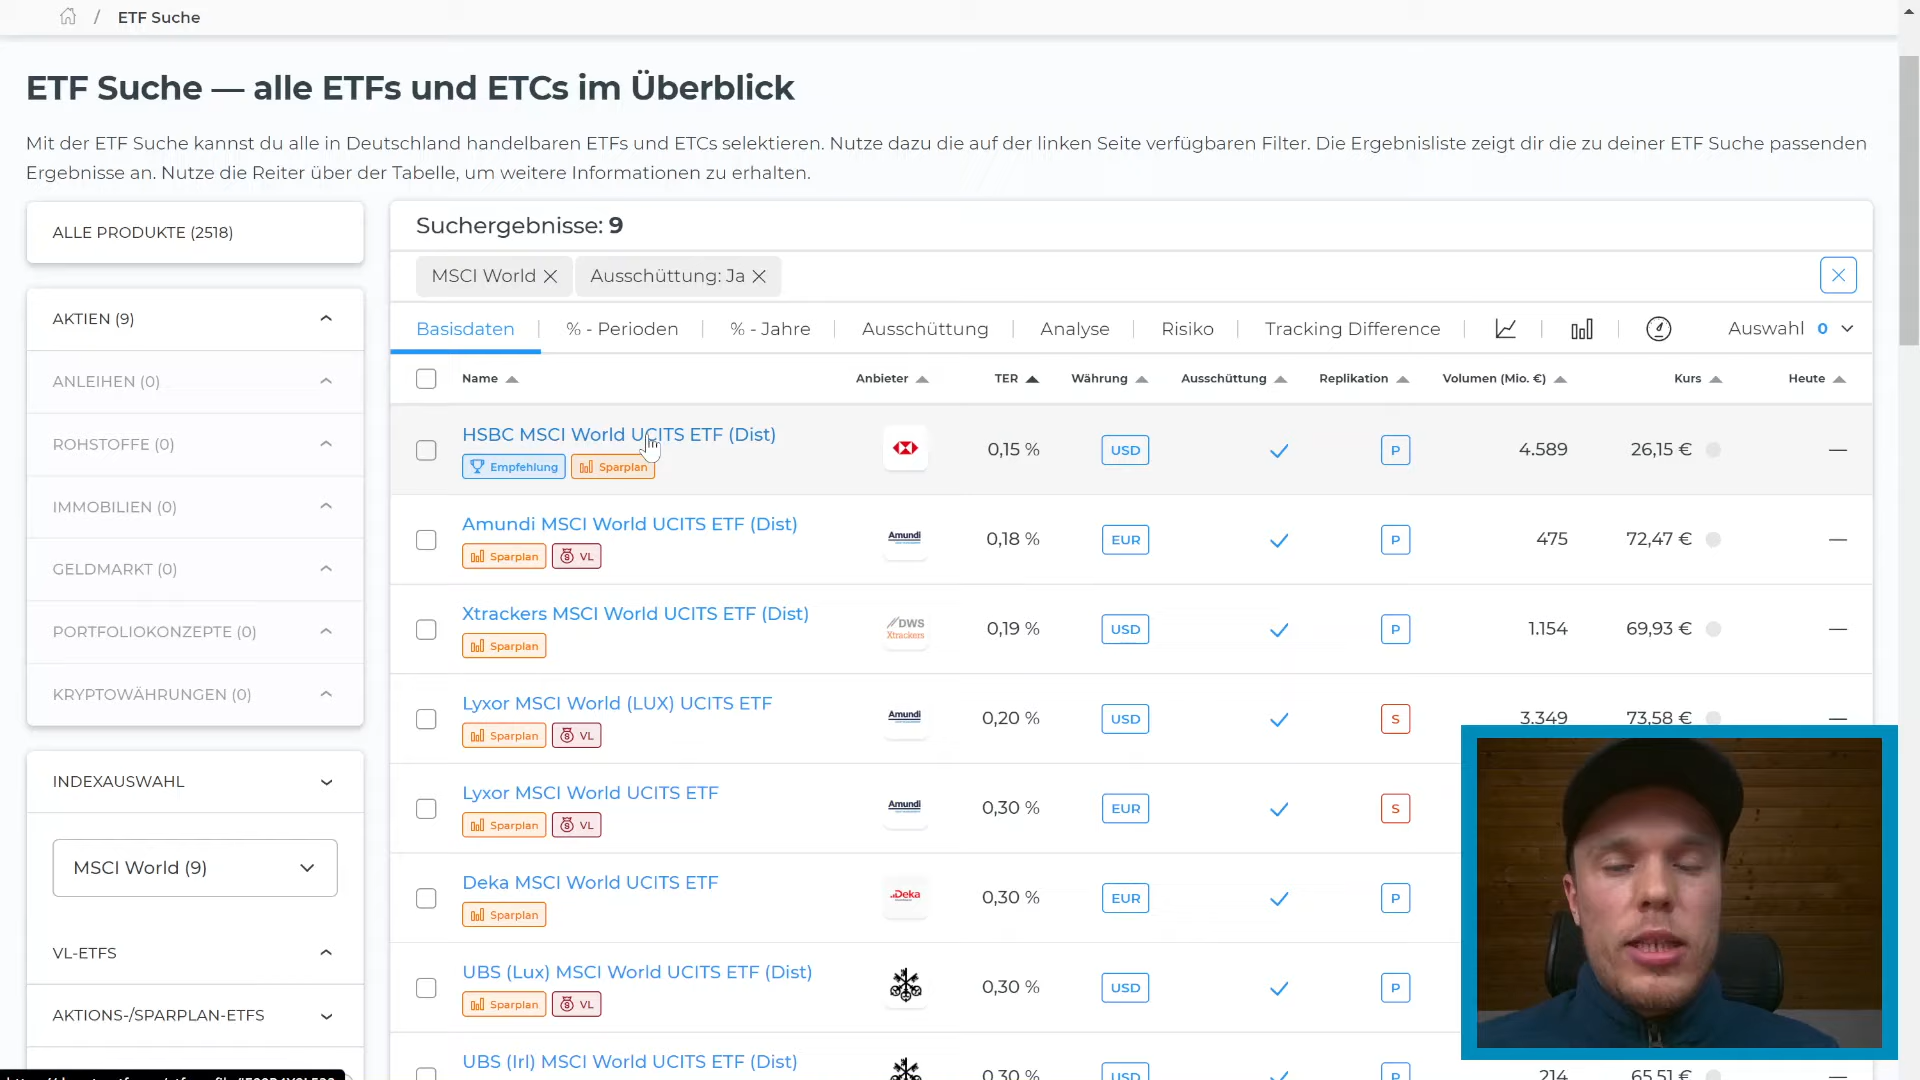 / ETF Suche
ETF Suche — alle ETFs und ETCs im Überblick
Mit der ETF Suche kannst du alle in Deutschland handelbaren ETFs und ETCs selektieren. Nutze dazu die auf der linken Seite verfügbaren Filter. Die Ergebnisliste zeigt dir die zu deiner ETF Suche passenden
Ergebnisse an. Nutze die Reiter über der Tabelle, um weitere Informationen zu erhalten.
ALLE PRODUKTE (2518)
AKTIEN (9)
ANLEIHEN (0)
ROHSTOFFE (0)
IMMOBILIEN (0)
GELDMARKT (0)
PORTFOLIOKONZEPTE (0)
KRYPTOWÄHRUNGEN (0)
INDEXAUSWAHL
MSCI World (9)
VL-ETFS
AKTIONS-/SPARPLAN-ETFS
Suchergebnisse: 9
MSCI World Ausschüttung: Ja
Basisdaten % - Perioden % - Jahre Ausschüttung Analyse Risiko Tracking Difference Auswahl 0
Name Anbieter TER Währung Ausschüttung Replikation Volumen (Mio. €) Kurs Heute
HSBC MSCI World UCITS ETF (Dist) 0,15 % USD P 4.589 26,15 € —
Empfehlung Sparplan
Amundi MSCI World UCITS ETF (Dist) Amundi 0,18 % EUR P 475 72,47 € —
Sparplan VL
Xtrackers MSCI World UCITS ETF (Dist) DWS Xtrackers 0,19 % USD P 1.154 69,93 € —
Sparplan
Lyxor MSCI World (LUX) UCITS ETF Amundi 0,20 % USD S 3.349 73,58 € —
Sparplan VL
Lyxor MSCI World UCITS ETF Amundi 0,30 % EUR S
Sparplan VL
Deka MSCI World UCITS ETF .Deka 0,30 % EUR P
Sparplan
UBS (Lux) MSCI World UCITS ETF (Dist) 0,30 % USD P
Sparplan VL
UBS (Irl) MSCI World UCITS ETF (Dist) 0,30 % USD P 214 65,51 €